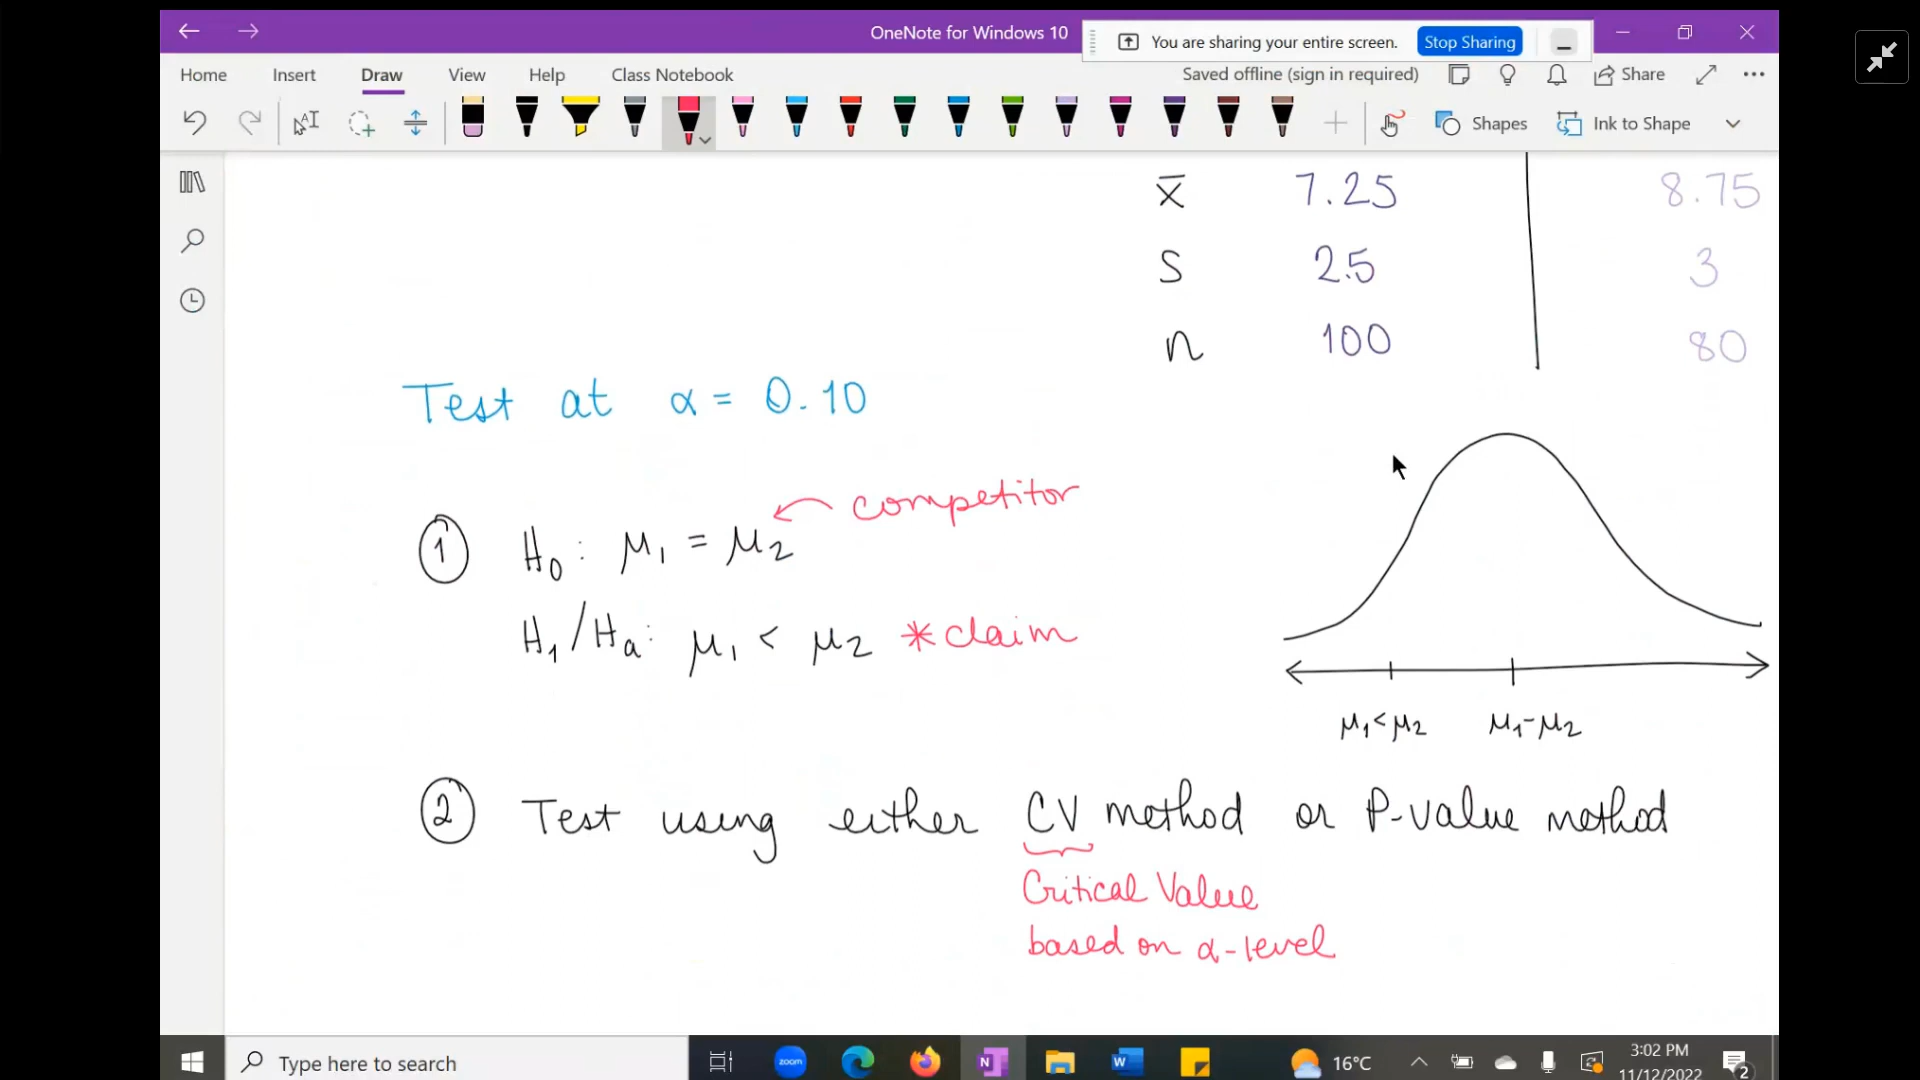 OneNote for Windows 10
You are sharing your entire screen. Stop Sharing
Home Insert Draw View Help Class Notebook
Saved offline (sign in required) Share
Shapes Ink to Shape
x̄ 7.25 8.75
S 2.5 3
n 100 80
Test at α = 0.10
① H₀: μ₁ = μ₂ competitor
H₁/Hₐ: μ₁ < μ₂ *claim
μ₁<μ₂ μ₁-μ₂
② Test using either CV method or P-value method
Critical Value
based on α-level
Type here to search
zoom
N
W
16°C
3:02 PM
11/12/2022
2